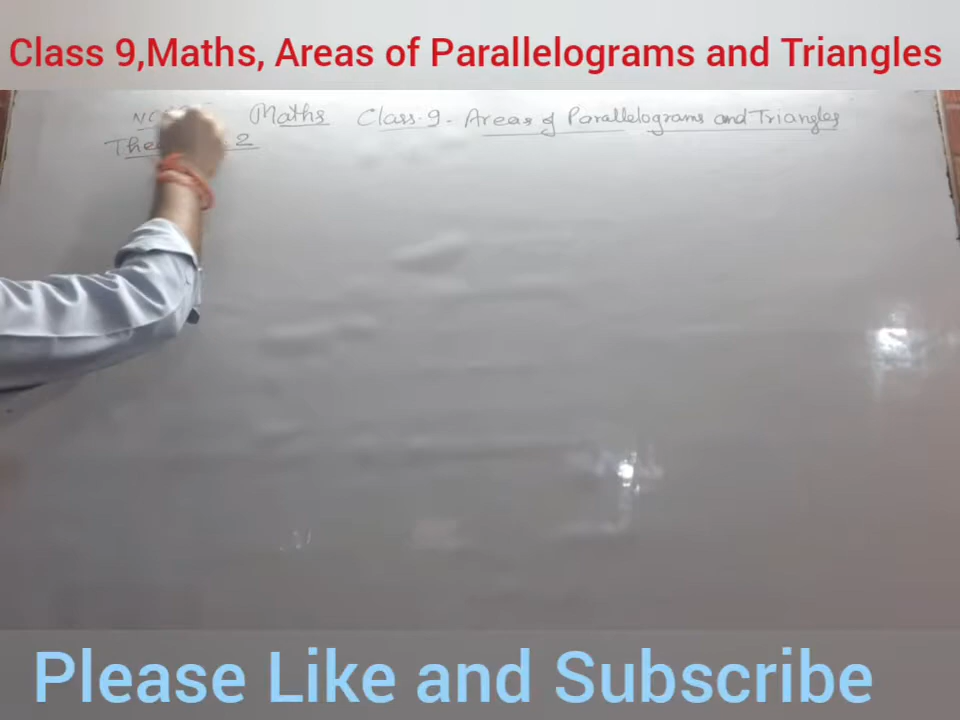 Class 9,Maths, Areas of Parallelograms and Triangles
Maths Class-9- Areas of Parallelograms and Triangles
2
Please Like and Subscribe